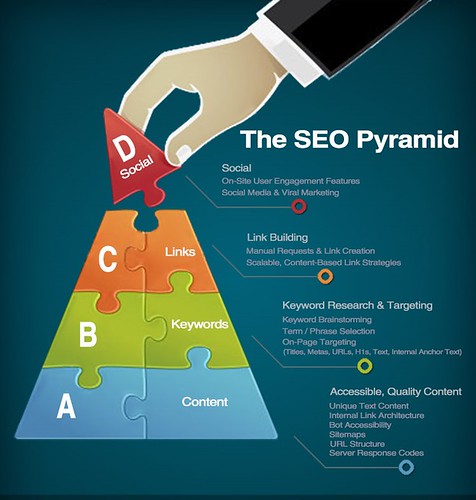 The SEO Pyramid
D
Social
Social
On-Site User Engagement Features
Social Media & Viral Marketing
C
Links
Link Building
Manual Requests & Link Creation
Scalable, Content-Based Link Strategies
B
Keywords
Keyword Research & Targeting
Keyword Brainstorming
Term / Phrase Selection
On-Page Targeting
(Titles, Metas, URLs, H1s, Text, Internal Anchor Text)
A
Content
Accessible, Quality Content
Unique Text Content
Internal Link Architecture
Bot Accessibility
Sitemaps
URL Structure
Server Response Codes